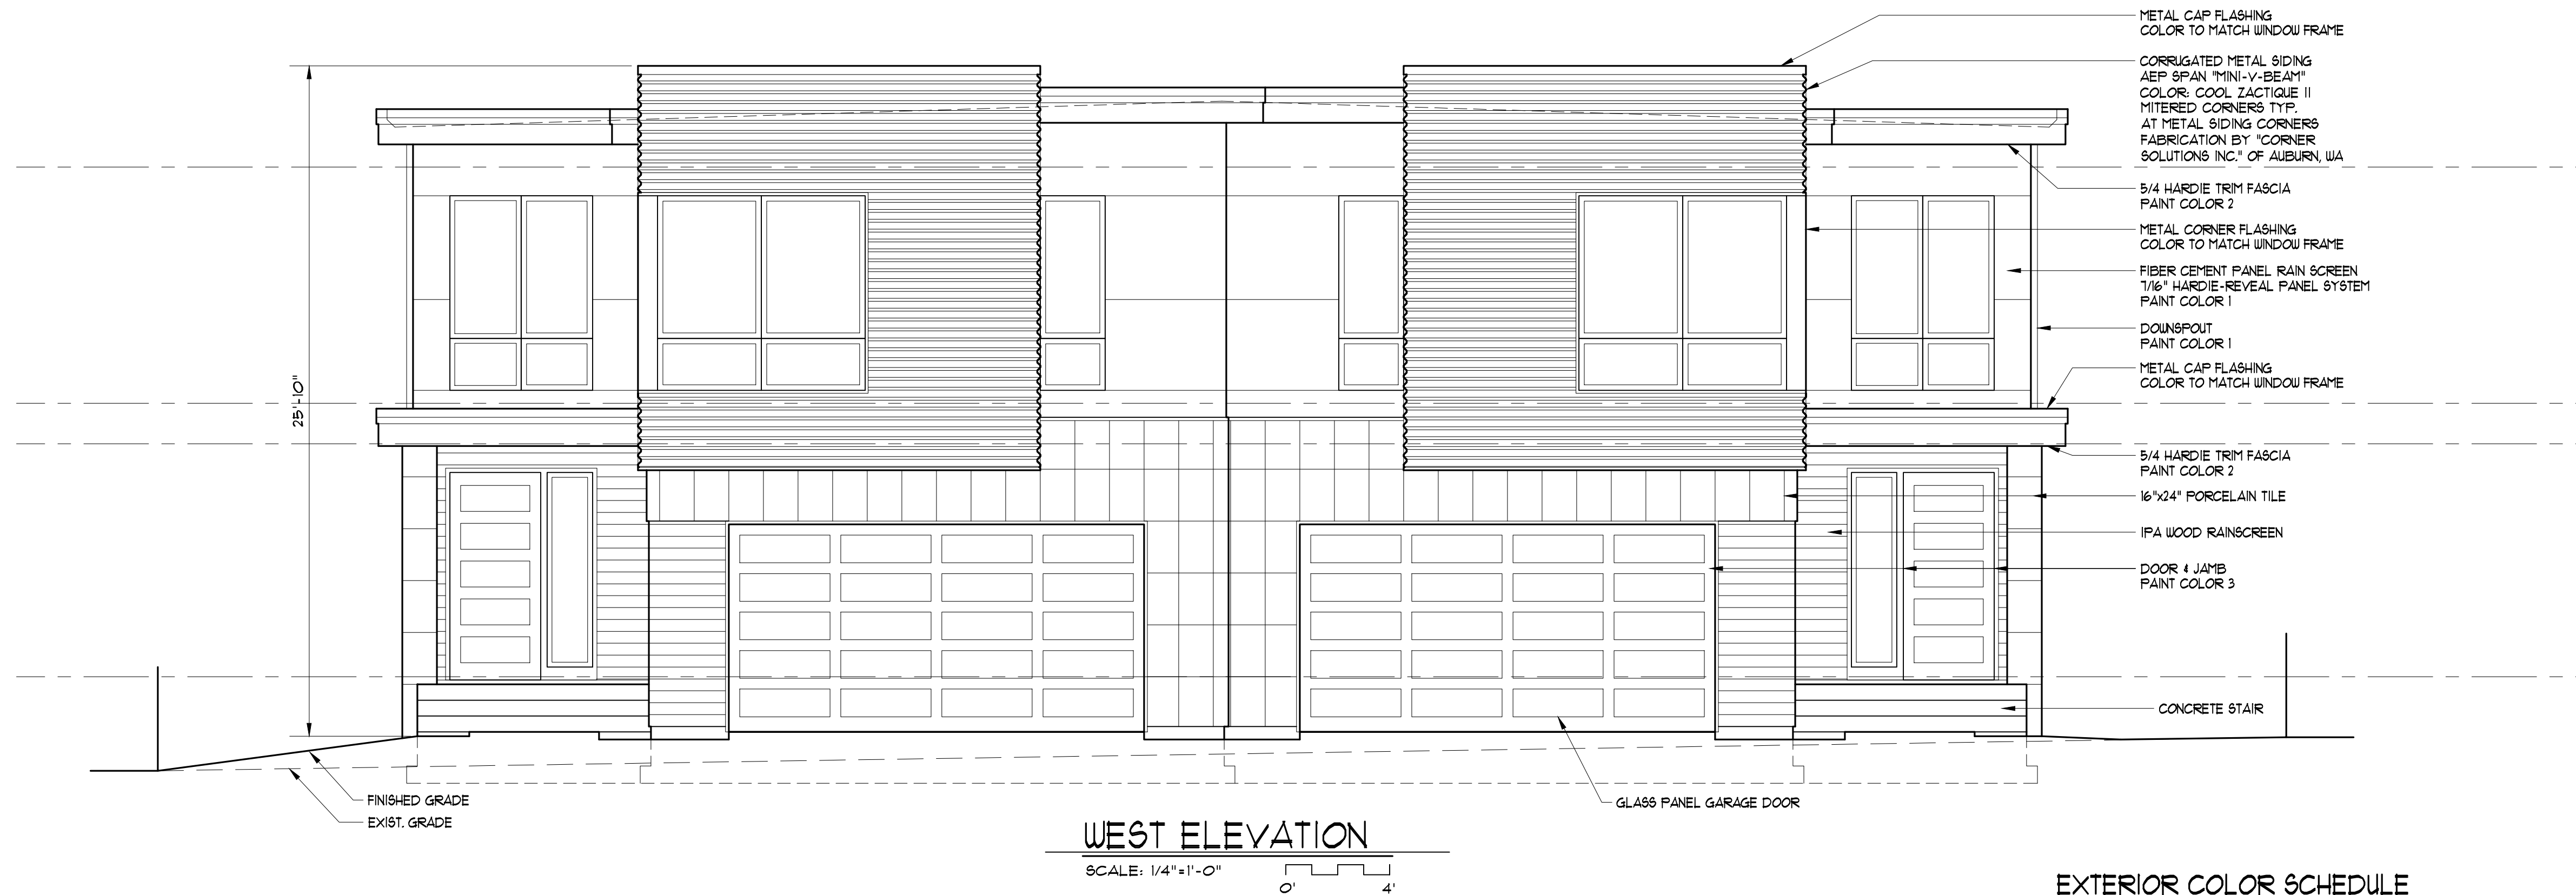 METAL CAP FLASHING
COLOR TO MATCH WINDOW FRAME
CORRUGATED METAL SIDING
AEP SPAN "MINI-V-BEAM"
COLOR: COOL ZACTIQUE II
MITERED CORNERS TYP.
AT METAL SIDING CORNERS
FABRICATION BY "CORNER
SOLUTIONS INC." OF AUBURN, WA
5/4 HARDIE TRIM FASCIA
PAINT COLOR 2
METAL CORNER FLASHING
COLOR TO MATCH WINDOW FRAME
FIBER CEMENT PANEL RAIN SCREEN
7/16" HARDIE-REVEAL PANEL SYSTEM
PAINT COLOR 1
DOWNSPOUT
PAINT COLOR 1
METAL CAP FLASHING
COLOR TO MATCH WINDOW FRAME
25'-10"
5/4 HARDIE TRIM FASCIA
PAINT COLOR 2
16"x24" PORCELAIN TILE
IPA WOOD RAINSCREEN
DOOR & JAMB
PAINT COLOR 3
CONCRETE STAIR
FINISHED GRADE
EXIST. GRADE
GLASS PANEL GARAGE DOOR
WEST ELEVATION
SCALE: 1/4"=1'-0"
0' 4'
EXTERIOR COLOR SCHEDULE